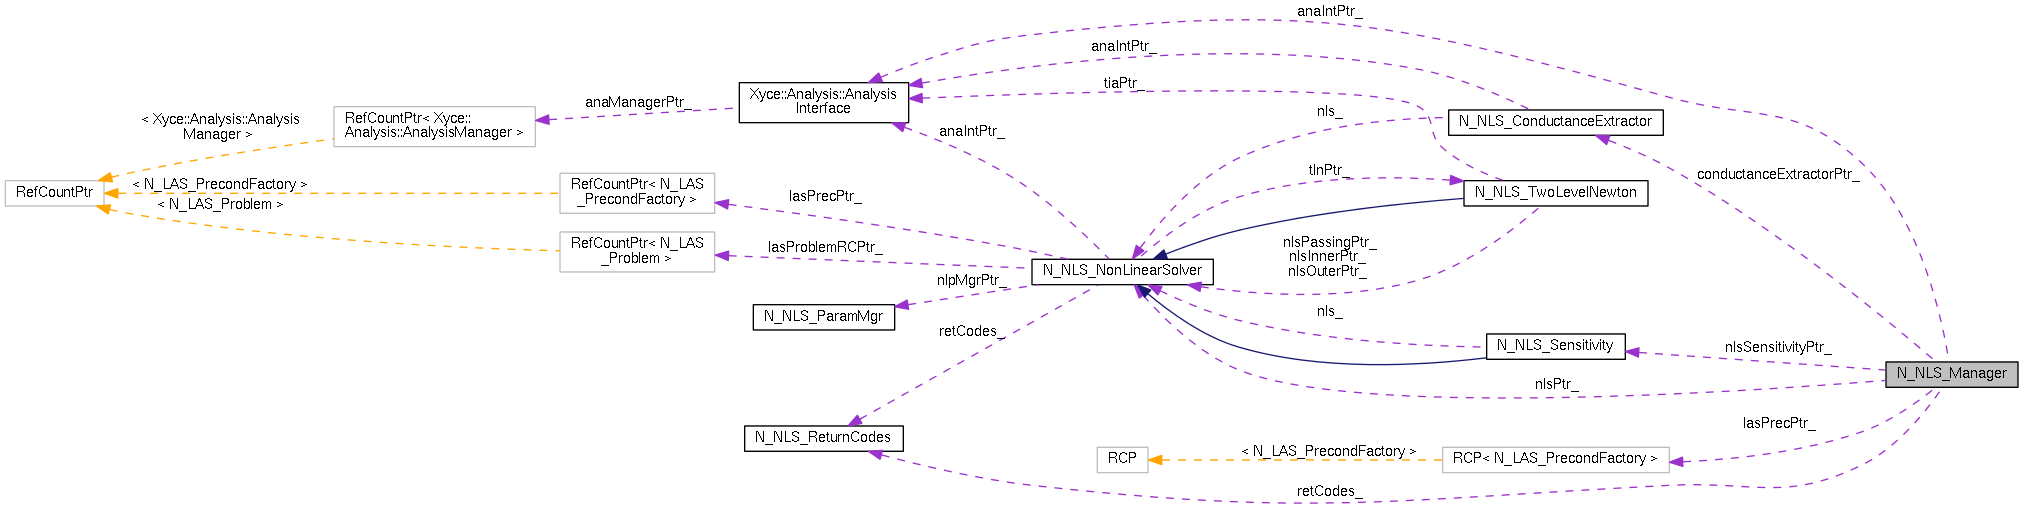 anaIntPtr_
anaIntPtr_
tiaPtr_
Xyce::Analysis::Analysis
Interface
anaManagerPtr_
RefCountPtr< Xyce::
Analysis::AnalysisManager >
< Xyce::Analysis::Analysis
Manager >
nls_
N_NLS_ConductanceExtractor
anaIntPtr_
RefCountPtr
< N_LAS_PrecondFactory >
< N_LAS_Problem >
RefCountPtr< N_LAS
_PrecondFactory >
lasPrecPtr_
tlnPtr_
N_NLS_TwoLevelNewton
conductanceExtractorPtr_
RefCountPtr< N_LAS
_Problem >
lasProblemRCPtr_
nlsPassingPtr_
nlsInnerPtr_
nlsOuterPtr_
N_NLS_NonLinearSolver
nlpMgrPtr_
N_NLS_ParamMgr
nls_
retCodes_
N_NLS_Sensitivity
nlsSensitivityPtr_
N_NLS_Manager
nlsPtr_
lasPrecPtr_
N_NLS_ReturnCodes
RCP
< N_LAS_PrecondFactory >
RCP< N_LAS_PrecondFactory >
retCodes_